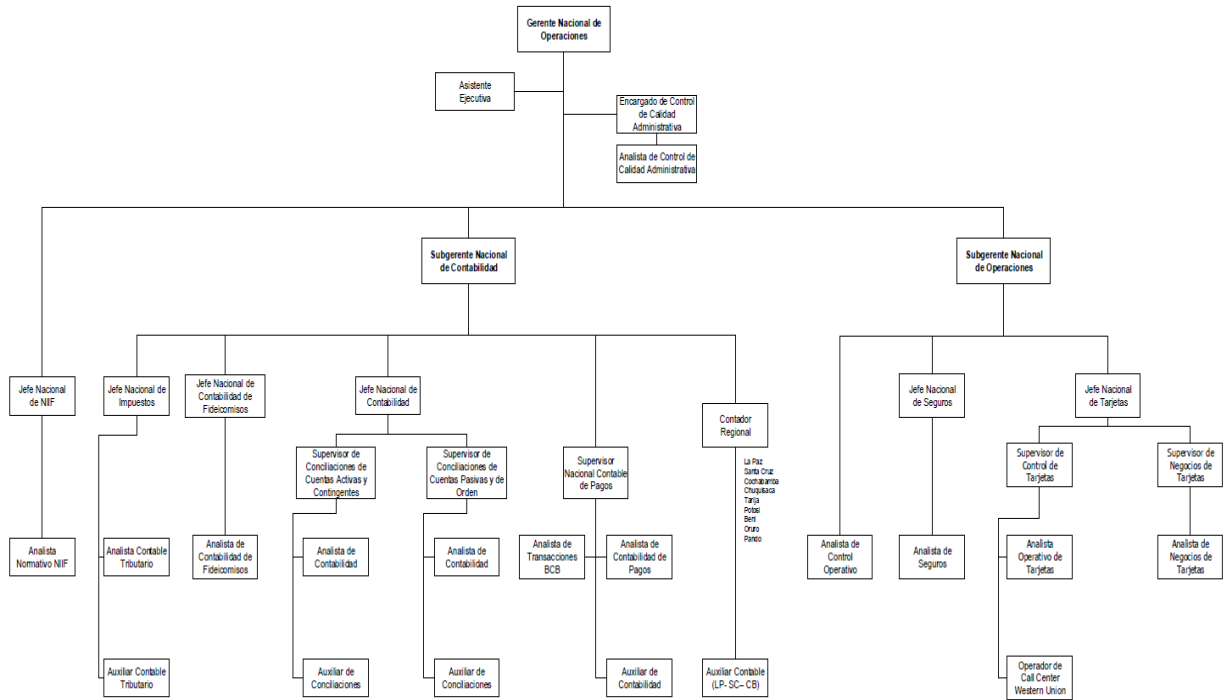 Gerente Nacional de
Operaciones
Asistente
Ejecutiva
Encargado de Control
de Calidad
Administrativa
Analista de Control de
Calidad Administrativa
Subgerente Nacional
de Contabilidad
Subgerente Nacional
de Operaciones
Jefe Nacional
de NIIF
Jefe Nacional de
Impuestos
Jefe Nacional de
Contabilidad de
Fideicomisos
Jefe Nacional de
Contabilidad
Contador
Regional
Jefe Nacional
de Seguros
Jefe Nacional
de Tarjetas
Supervisor de
Conciliaciones de
Cuentas Activas y
Contingentes
Supervisor de
Conciliaciones de
Cuentas Pasivas y de
Orden
Supervisor
Nacional Contable
de Pagos
La Paz
Santa Cruz
Cochabamba
Chuquisaca
Tarija
Potosi
Beni
Oruro
Pando
Supervisor de
Control de
Tarjetas
Supervisor de
Negocios de
Tarjetas
Analista
Normativo NIIF
Analista Contable
Tributario
Analista de
Contabilidad de
Fideicomisos
Analista de
Contabilidad
Analista de
Contabilidad
Analista de
Transacciones
BCB
Analista de
Contabilidad de
Pagos
Analista de
Control
Operativo
Analista de
Seguros
Analista
Operativo de
Tarjetas
Analista de
Negocios de
Tarjetas
Auxiliar Contable
Tributario
Auxiliar de
Conciliaciones
Auxiliar de
Conciliaciones
Auxiliar de
Contabilidad
Auxiliar Contable
(LP- SC– CB)
Operador de
Call Center
Western Union